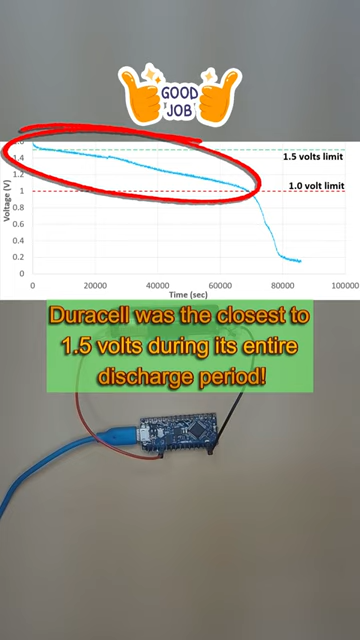 GOOD
JOB
1.6
1.4
1.2
1
0.8
0.6
0.4
0.2
0
Voltage (V)
1.5 volts limit
1.0 volt limit
0 20000 40000 60000 80000 100000
Time (sec)
Duracell was the closest to
1.5 volts during its entire
discharge period!